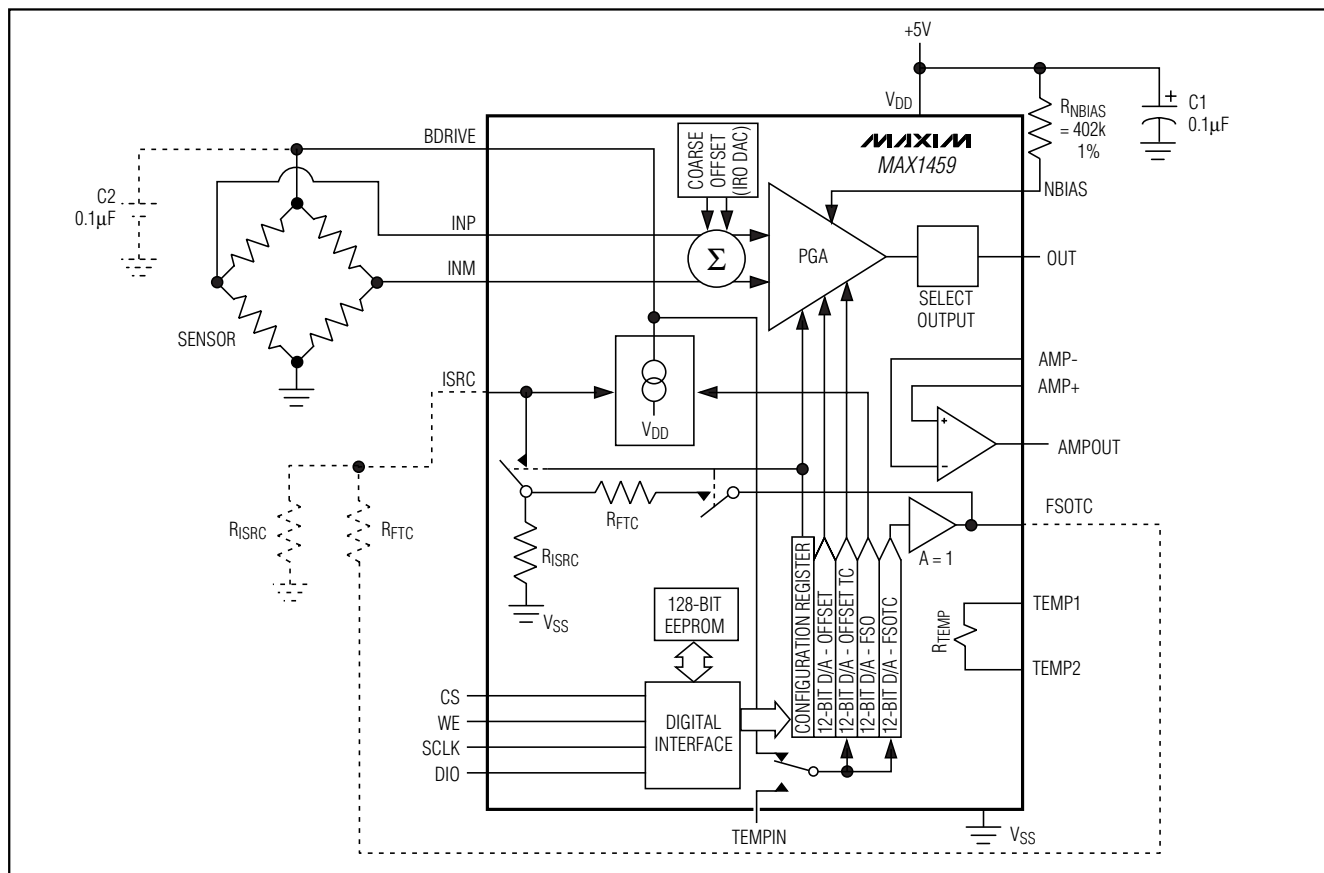 +5V
VDD
RNBIAS
= 402k
1%
C1
0.1µF
MAXIM
MAX1459
BDRIVE
COARSE
OFFSET
(IRO DAC)
NBIAS
C2
0.1µF
INP
Σ
PGA
OUT
INM
SELECT
OUTPUT
SENSOR
AMP-
AMP+
ISRC
VDD
+
-
AMPOUT
RFTC
FSOTC
RISRC
RFTC
RISRC
A = 1
128-BIT
EEPROM
VSS
CONFIGURATION REGISTER
12-BIT D/A - OFFSET
12-BIT D/A - OFFSET TC
12-BIT D/A - FSO
12-BIT D/A - FSOTC
TEMP1
RTEMP
TEMP2
CS
WE
SCLK
DIO
DIGITAL
INTERFACE
TEMPIN
VSS